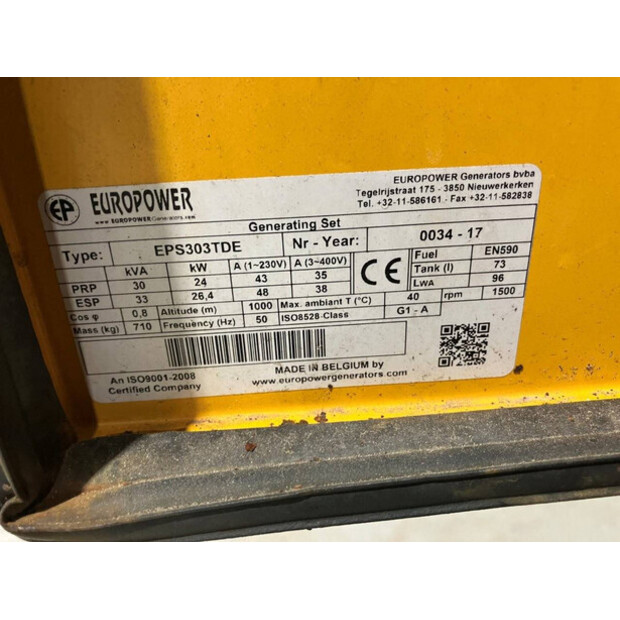 EP EUROPOWER
www.EUROPOWERGenerators.com
EUROPOWER Generators bvba
Tegelrijstraat 175 - 3850 Nieuwerkerken
Tel. +32-11-586161 - Fax +32-11-582838
Generating Set
Type: EPS303TDE Nr - Year: 0034 - 17
kVA kW A (1~230V) A (3~400V) CE Fuel EN590
PRP 30 24 43 35 Tank (l) 73
ESP 33 26,4 48 38 LWA 96
Cos φ 0,8 Altitude (m) 1000 Max. ambiant T (°C) 40 rpm 1500
Mass (kg) 710 Frequency (Hz) 50 ISO8528-Class G1 - A
An ISO9001-2008
Certified Company
MADE IN BELGIUM by
www.europowergenerators.com